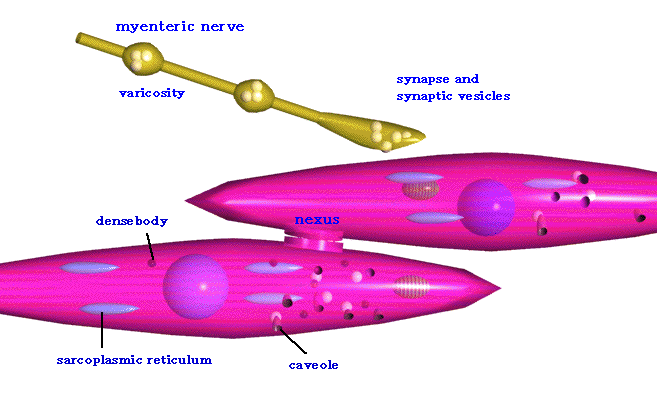 myenteric nerve
varicosity
synapse and
synaptic vesicles
densebody
nexus
sarcoplasmic reticulum
caveole